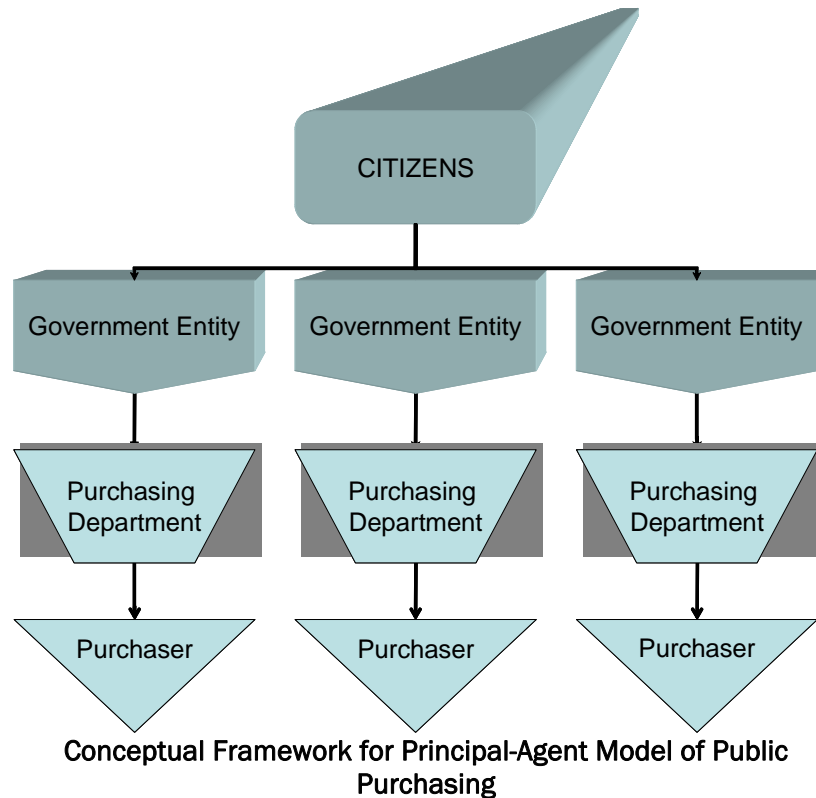 CITIZENS
Government Entity
Government Entity
Government Entity
Purchasing
Department
Purchasing
Department
Purchasing
Department
Purchaser
Purchaser
Purchaser
Conceptual Framework for Principal-Agent Model of Public
Purchasing